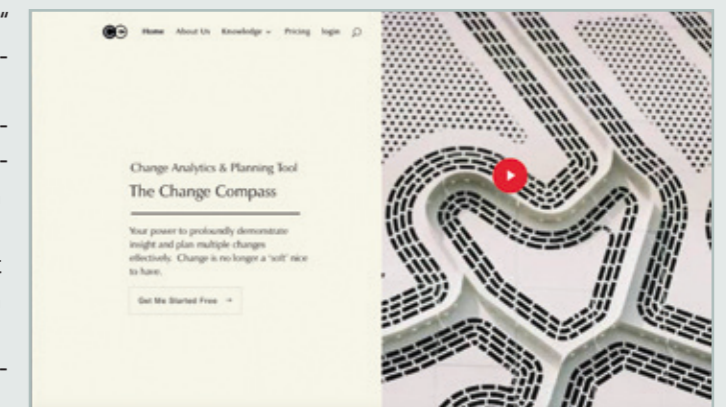 Home About Us Knowledge Pricing login
Change Analytics & Planning Tool
The Change Compass
Your power to profoundly demonstrate
insight and plan multiple changes
effectively. Change is no longer a 'soft' nice
to have.
Get Me Started Free →